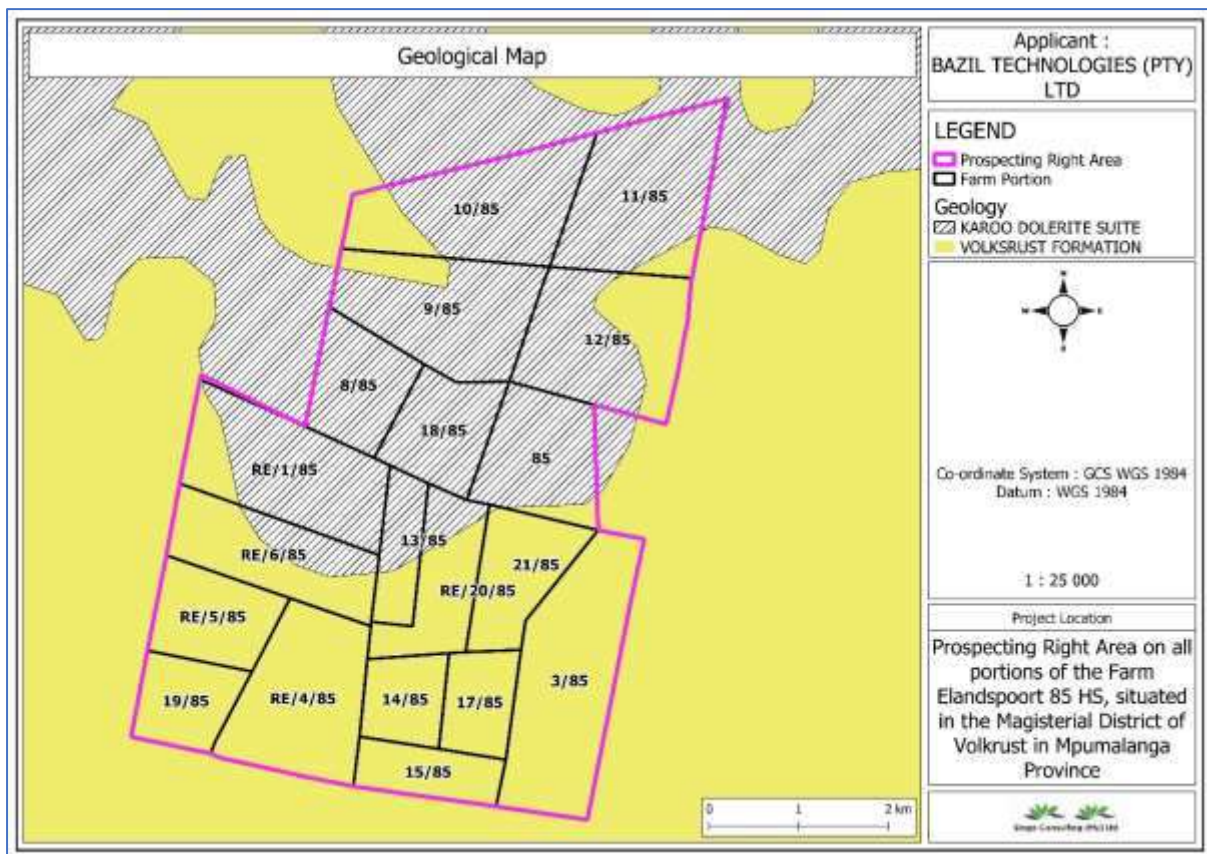 Geological Map
Applicant :
BAZIL TECHNOLOGIES (PTY)
LTD
LEGEND
Prospecting Right Area
Farm Portion
Geology
KAROO DOLERITE SUITE
VOLKSRUST FORMATION
N
W
E
S
Co-ordinate System : GCS WGS 1984
Datum : WGS 1984
1 : 25 000
Project Location
Prospecting Right Area on all
portions of the Farm
Elandspoort 85 HS, situated
in the Magisterial District of
Volkrust in Mpumalanga
Province
10/85
11/85
9/85
12/85
8/85
18/85
85
RE/1/85
13/85
RE/6/85
21/85
RE/20/85
RE/5/85
3/85
19/85
RE/4/85
14/85
17/85
15/85
0 1 2 km